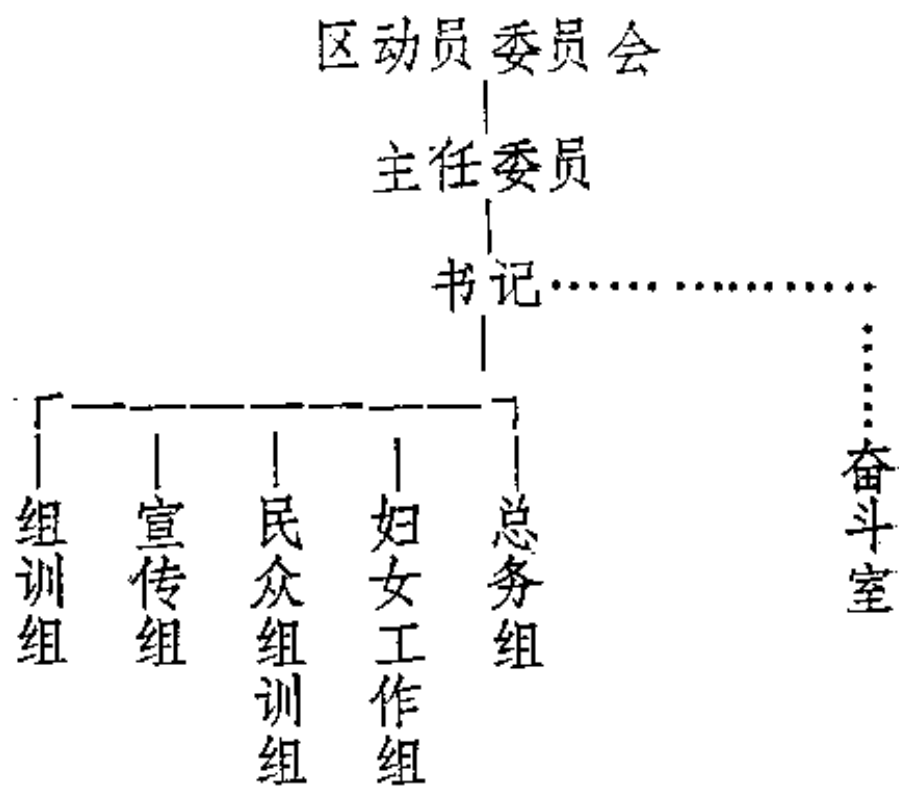 区动员委员会
主任委员
书记
组训组
宣传组
民众组训组
妇女工作组
总务组
奋斗室